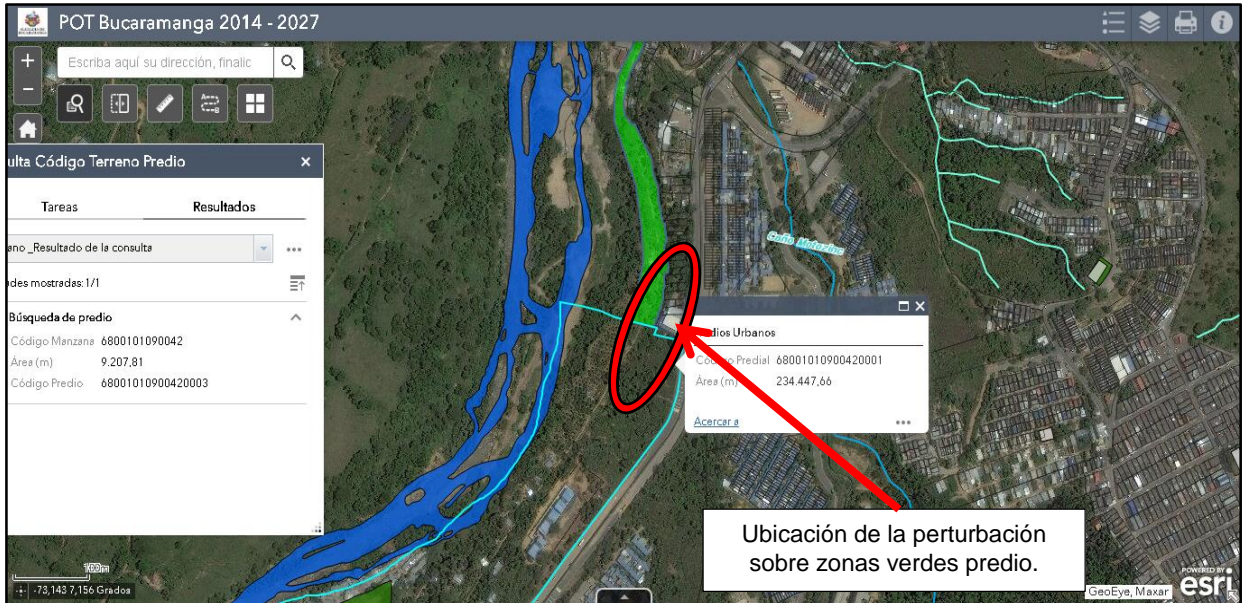 POT Bucaramanga 2014 - 2027
Escriba aquí su dirección, finalic
ulta Código Terreno Predio
Tareas
Resultados
ano _Resultado de la consulta
des mostradas: 1/1
Búsqueda de predio
Código Manzana 6800101090042
Área (m) 9.207,81
Código Predio 68001010900420003
Caño Motozine
dios Urbanos
Código Predial 68001010900420001
Área (m) 234.447,66
Acercar a
Ubicación de la perturbación
sobre zonas verdes predio.
100m
-73,143 7,156 Grados
GeoEye, Maxar
POWERED BY
esri